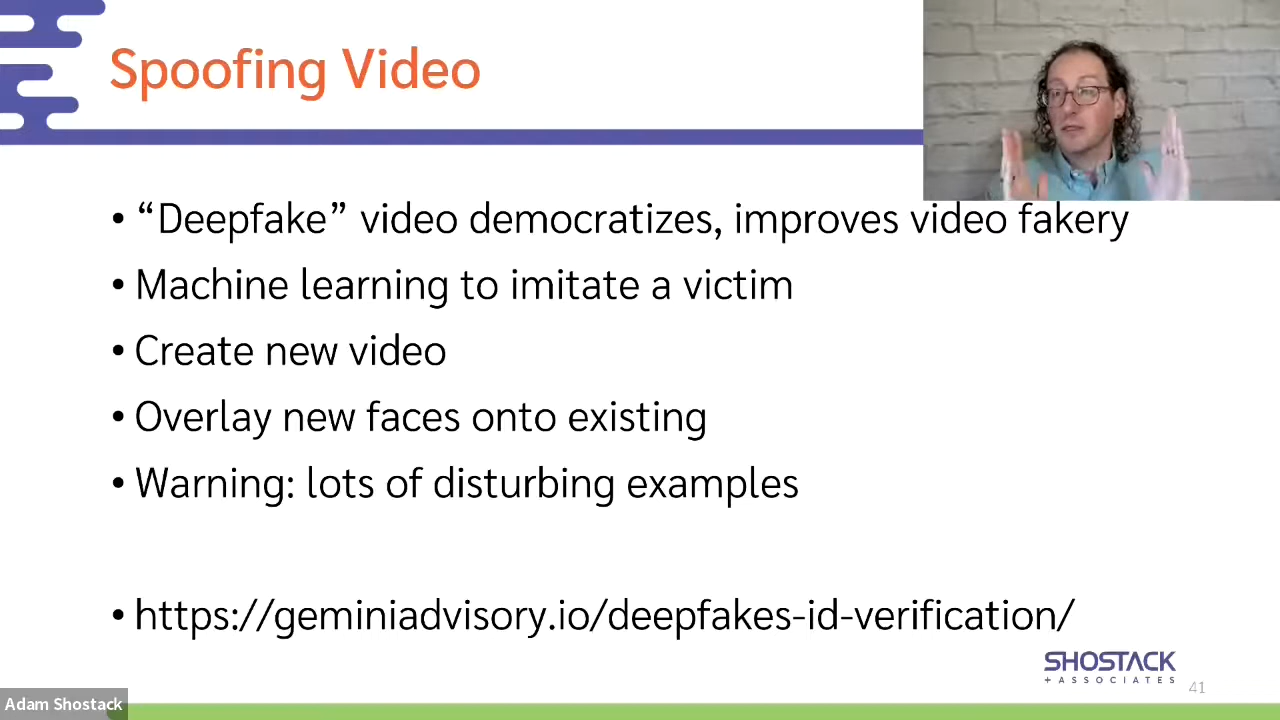 Spoofing Video
• “Deepfake” video democratizes, improves video fakery
• Machine learning to imitate a victim
• Create new video
• Overlay new faces onto existing
• Warning: lots of disturbing examples
• https://geminiadvisory.io/deepfakes-id-verification/
SHOSTACK
+ ASSOCIATES
41
Adam Shostack